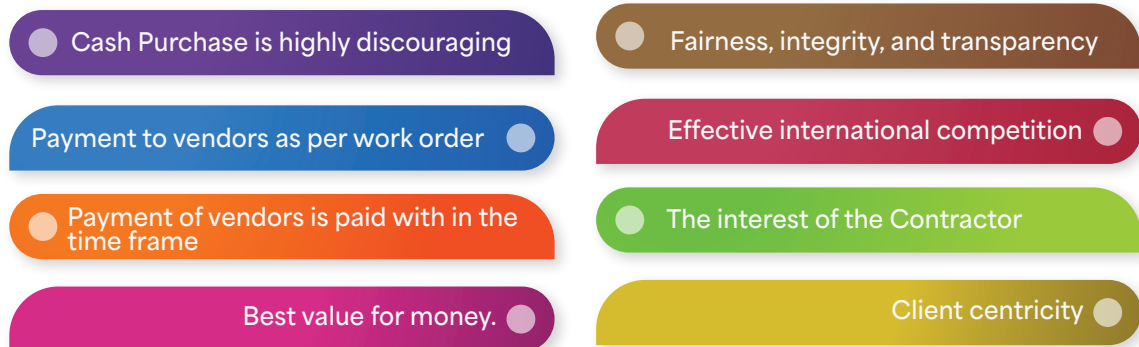 Cash Purchase is highly discouraging
Payment to vendors as per work order
Payment of vendors is paid with in the
time frame
Best value for money.
Fairness, integrity, and transparency
Effective international competition
The interest of the Contractor
Client centricity